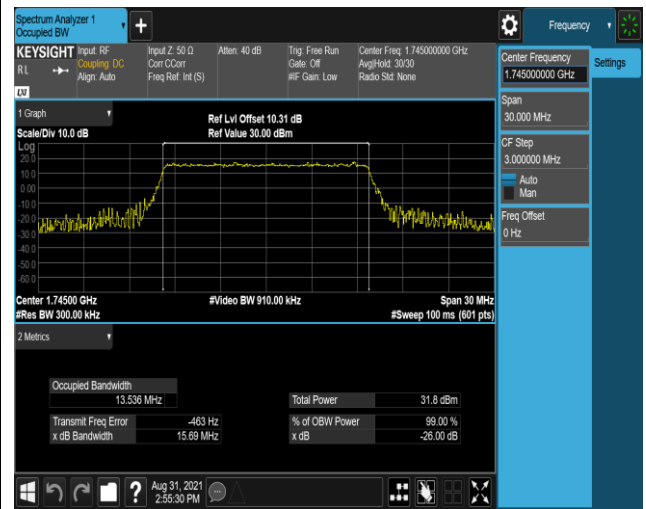 Spectrum Analyzer 1
Occupied BW
Frequency
KEYSIGHT
RL
LXI
Input: RF
Coupling: DC
Align: Auto
Input Z: 50 Ω
Corr CCorr
Freq Ref: Int (S)
Atten: 40 dB
Trig: Free Run
Gate: Off
#IF Gain: Low
Center Freq: 1.745000000 GHz
Avg|Hold: 30/30
Radio Std: None
Center Frequency
1.745000000 GHz
Settings
Span
30.000 MHz
CF Step
3.000000 MHz
Auto
Man
Freq Offset
0 Hz
1 Graph
Scale/Div 10.0 dB
Ref Lvl Offset 10.31 dB
Ref Value 30.00 dBm
Log
20.0
10.0
0.00
-10.0
-20.0
-30.0
-40.0
-50.0
-60.0
Center 1.74500 GHz
#Video BW 910.00 kHz
Span 30 MHz
#Res BW 300.00 kHz
#Sweep 100 ms (601 pts)
2 Metrics
Occupied Bandwidth
13.536 MHz
Total Power 31.8 dBm
Transmit Freq Error -463 Hz
% of OBW Power 99.00 %
x dB Bandwidth 15.69 MHz
x dB -26.00 dB
?
Aug 31, 2021
2:55:30 PM